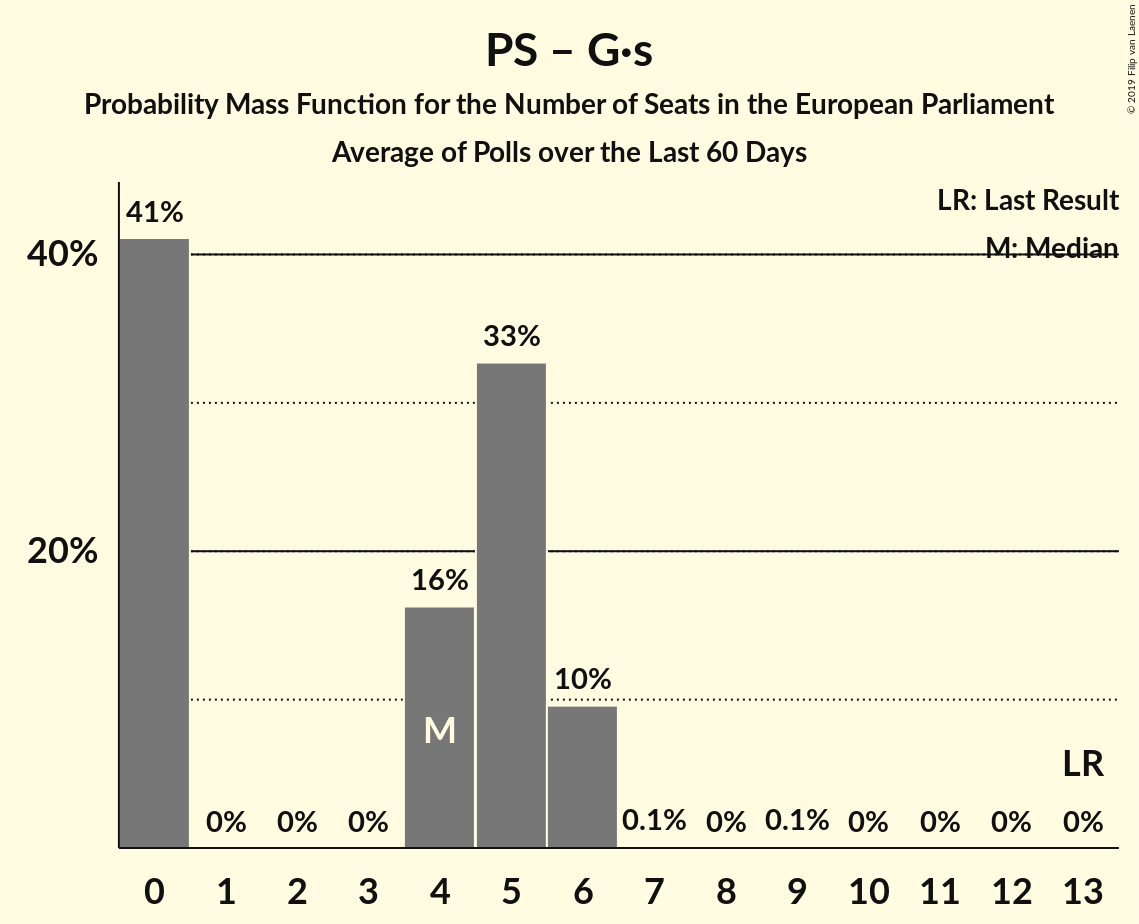 PS – G·s
Probability Mass Function for the Number of Seats in the European Parliament
Average of Polls over the Last 60 Days
© 2019 Filip van Laenen
LR: Last Result
M: Median
40%
20%
41%
0%
0%
0%
16%
33%
10%
0.1%
0%
0.1%
0%
0%
0%
0%
M
LR
0 1 2 3 4 5 6 7 8 9 10 11 12 13